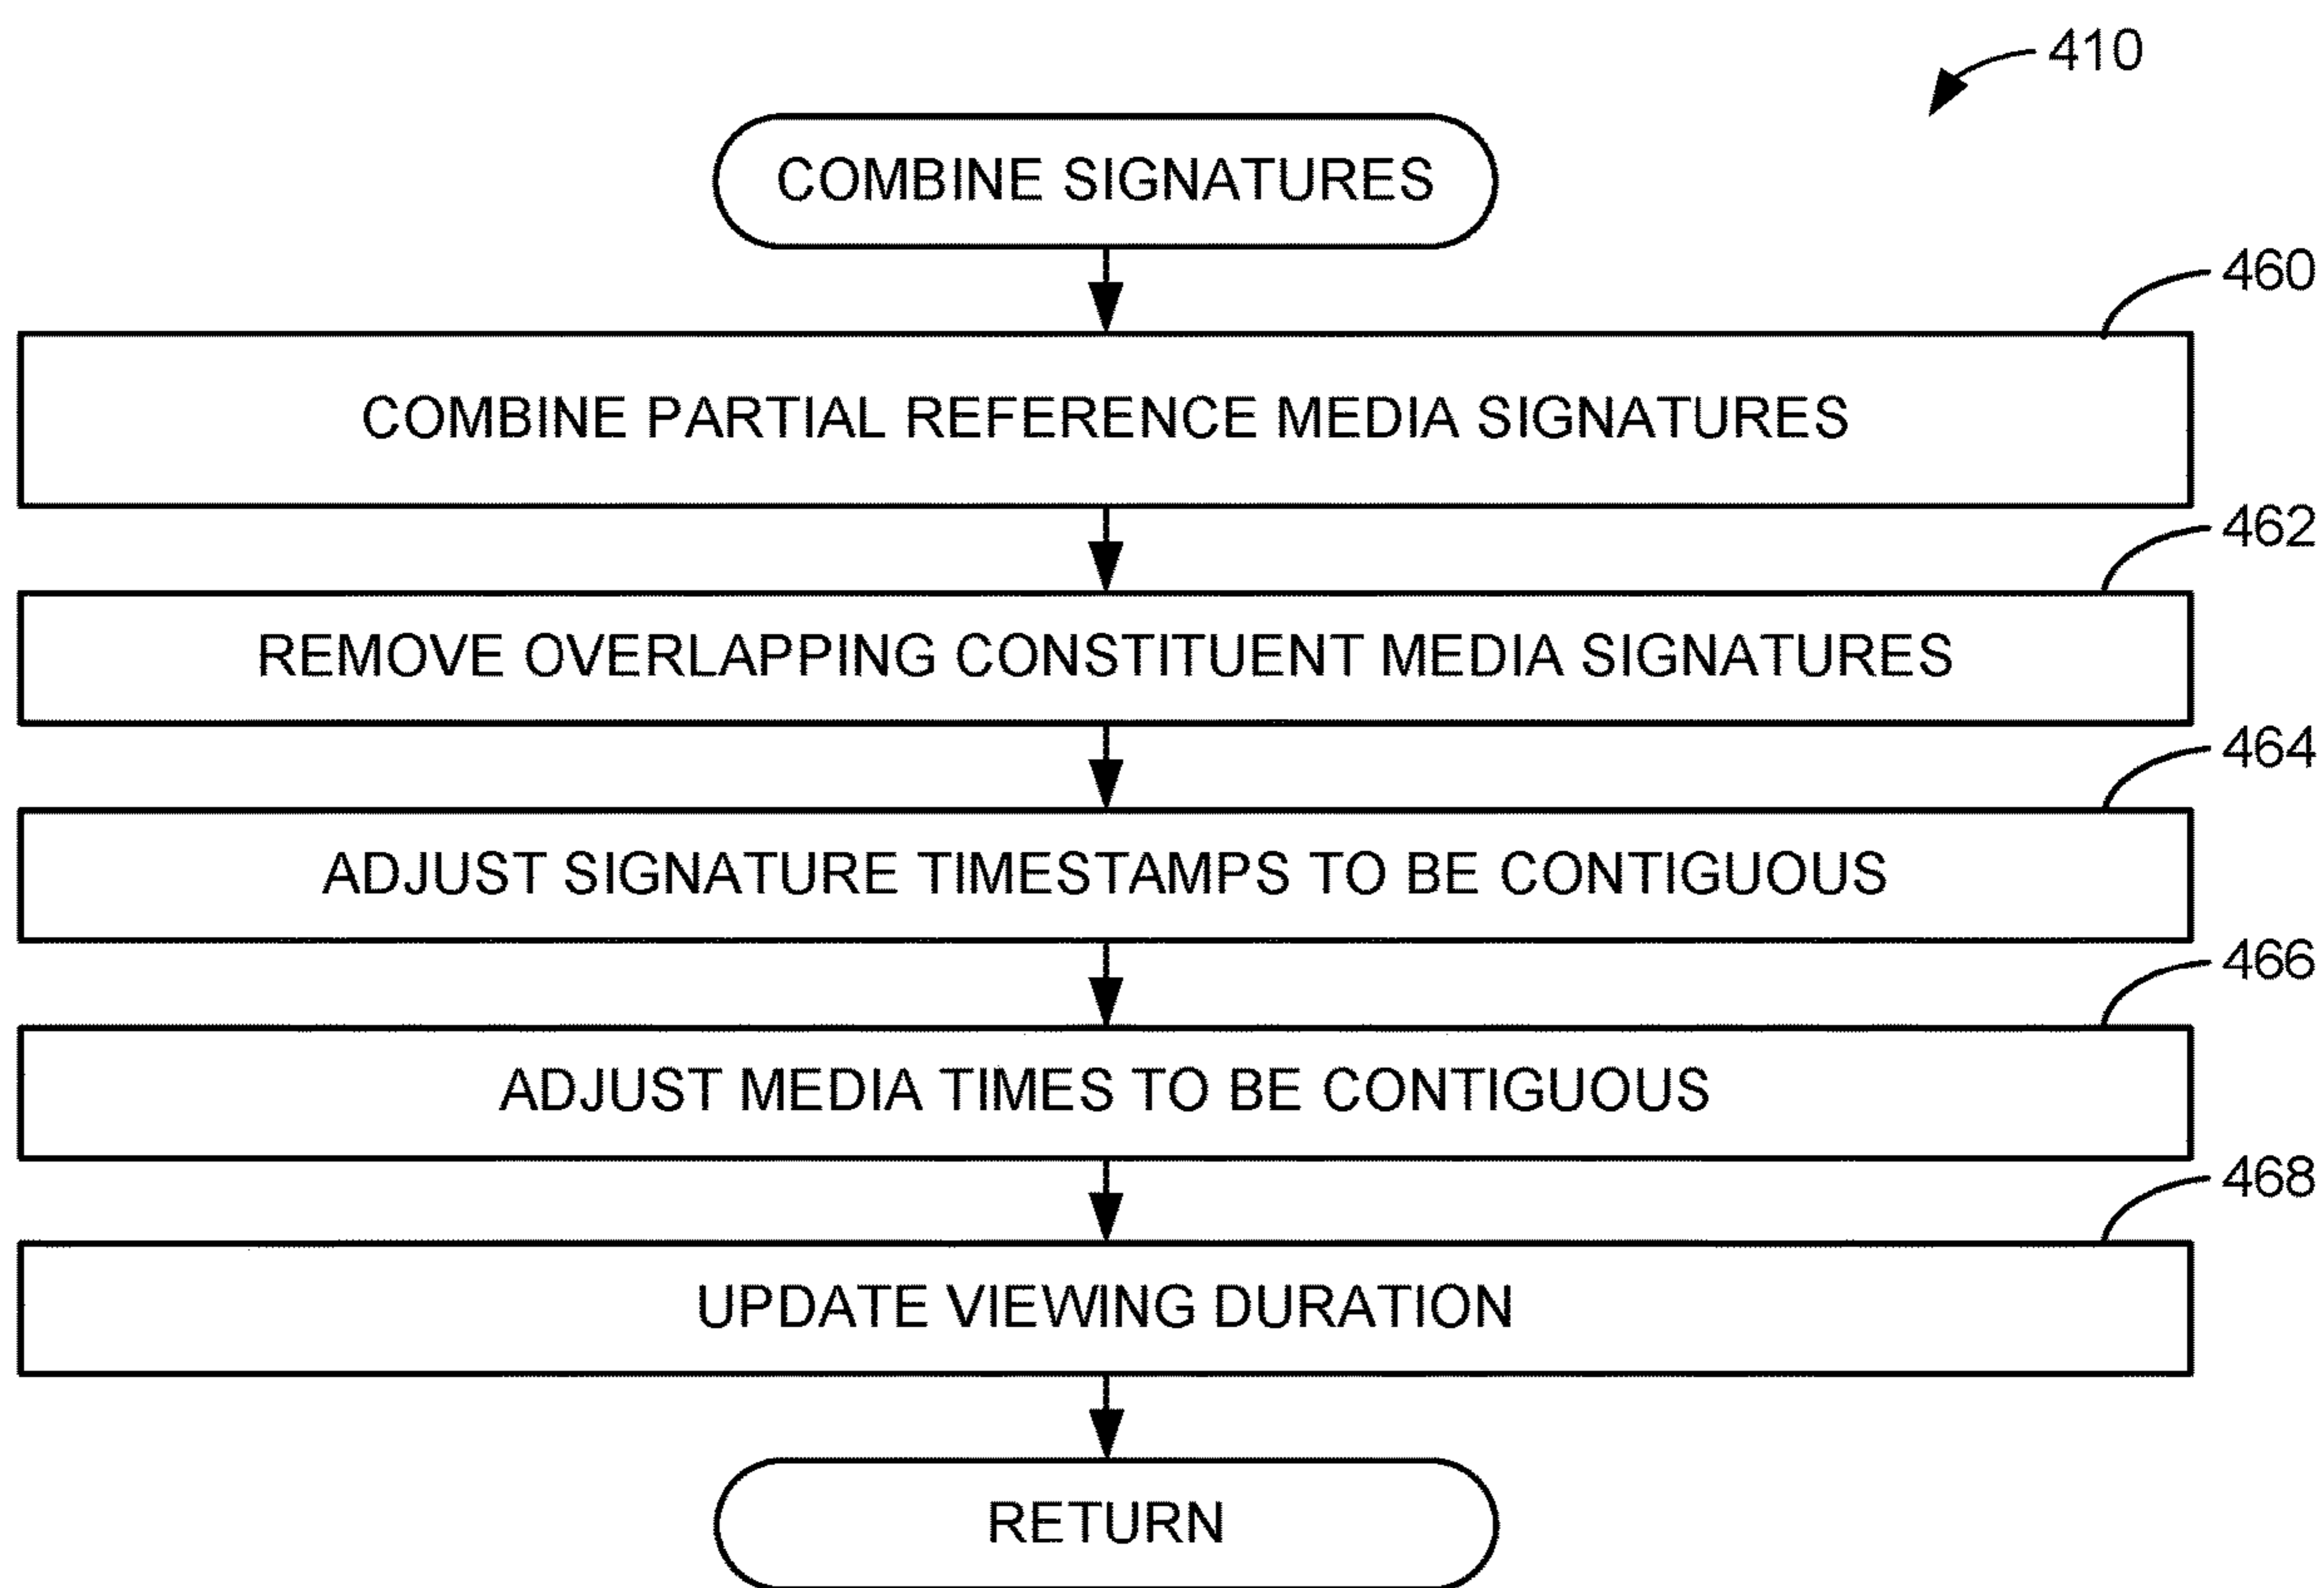 410
COMBINE SIGNATURES
460
COMBINE PARTIAL REFERENCE MEDIA SIGNATURES
462
REMOVE OVERLAPPING CONSTITUENT MEDIA SIGNATURES
464
ADJUST SIGNATURE TIMESTAMPS TO BE CONTIGUOUS
466
ADJUST MEDIA TIMES TO BE CONTIGUOUS
468
UPDATE VIEWING DURATION
RETURN